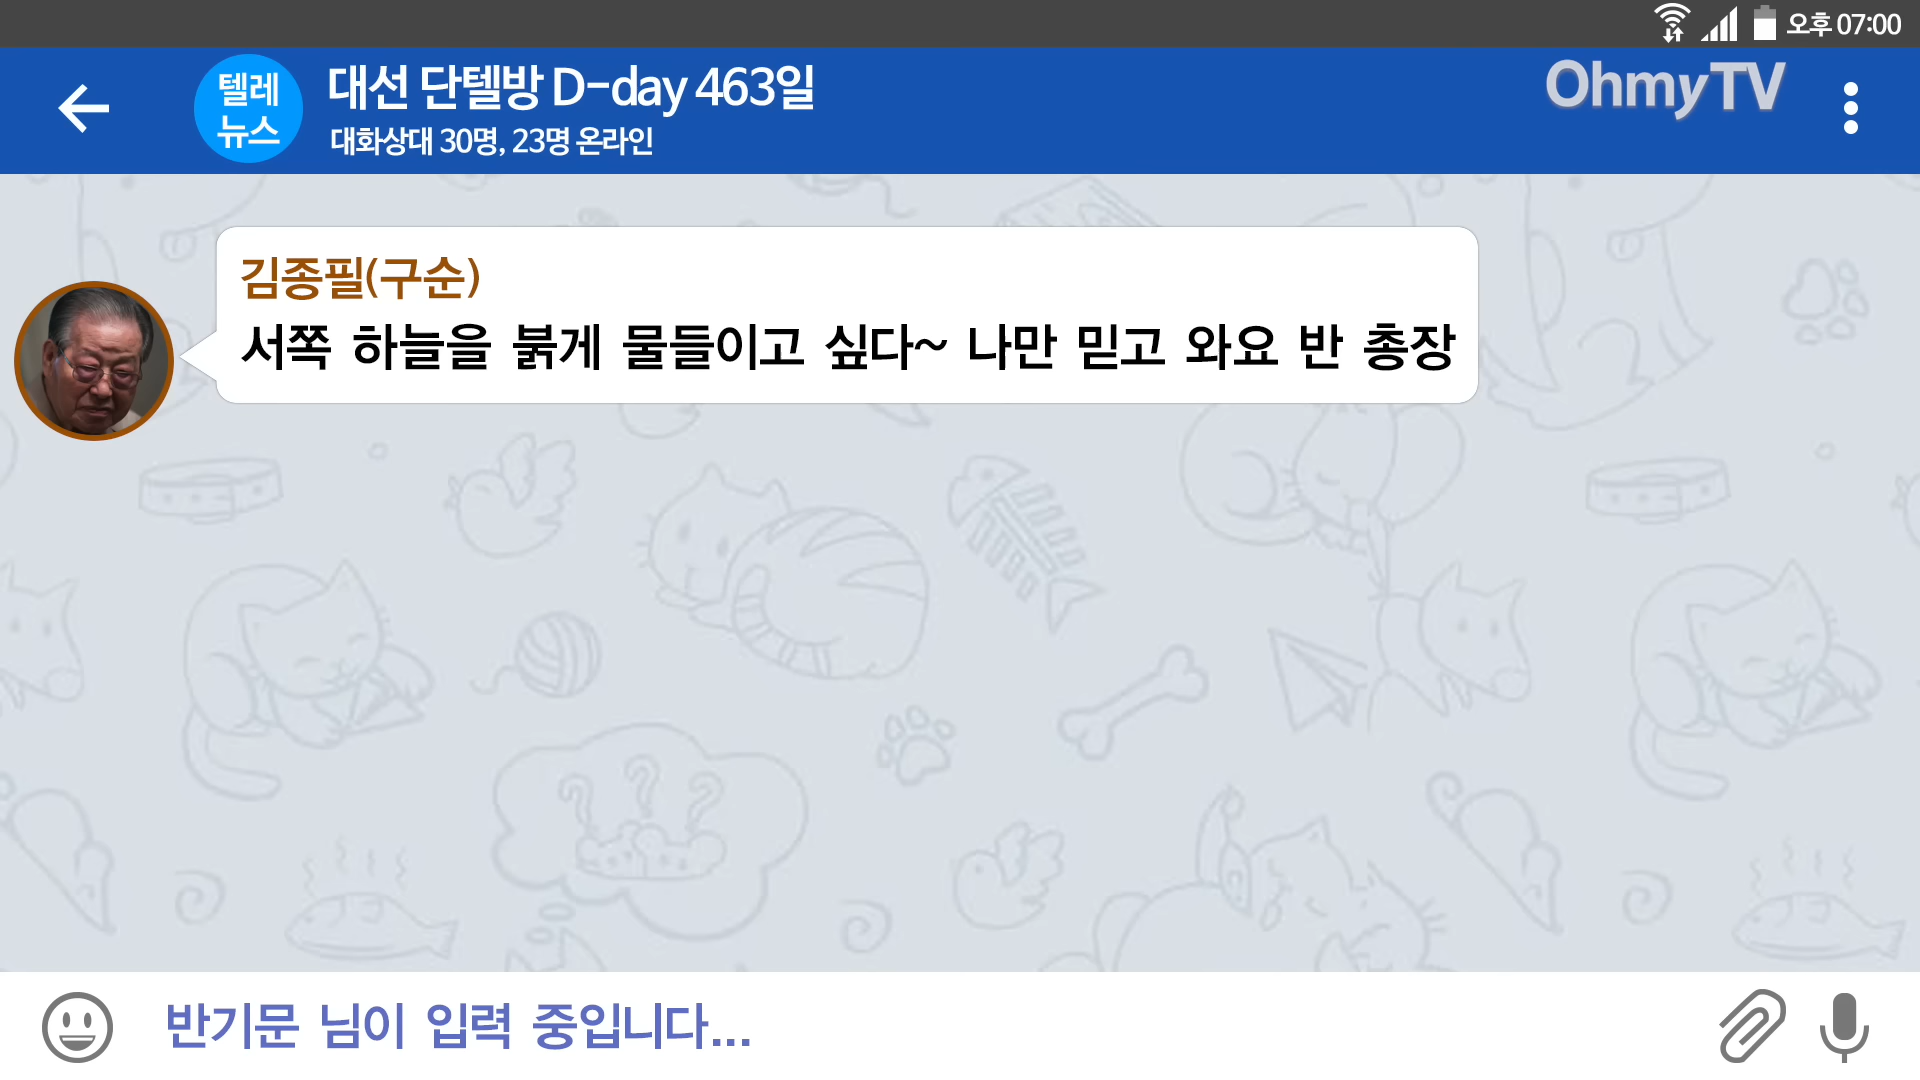 오후 07:00
텔레
뉴스
대선 단텔방 D-day 463일
대화상대 30명, 23명 온라인
OhmyTV
김종필(구순)
서쪽 하늘을 붉게 물들이고 싶다~ 나만 믿고 와요 반 총장
반기문 님이 입력 중입니다...